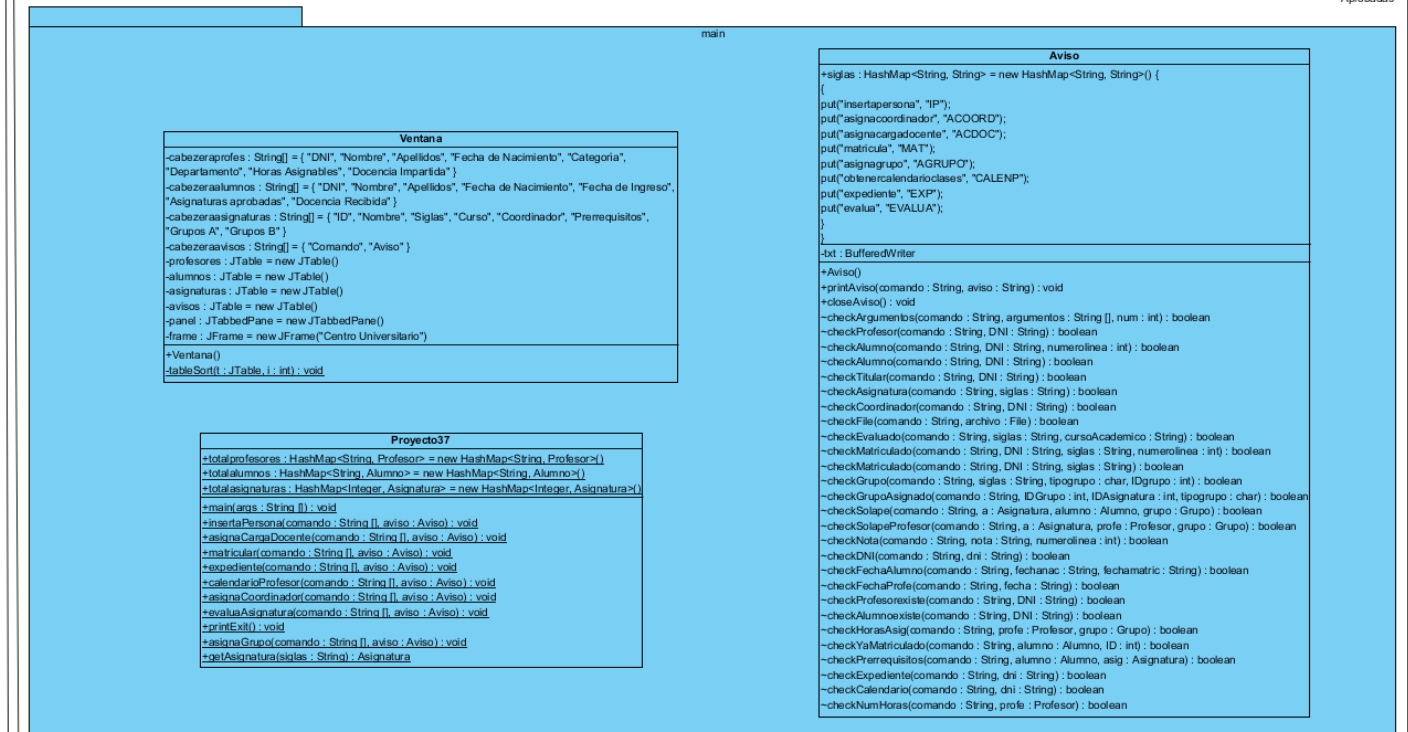 Aprobadas
main
Ventana
-cabezeraprofes : String[] = { "DNI", "Nombre", "Apellidos", "Fecha de Nacimiento", "Categoria",
"Departamento", "Horas Asignables", "Docencia Impartida" }
-cabezeraalumnos : String[] = { "DNI", "Nombre", "Apellidos", "Fecha de Nacimiento", "Fecha de Ingreso",
"Asignaturas aprobadas", "Docencia Recibida" }
-cabezeraasignaturas : String[] = { "ID", "Nombre", "Siglas", "Curso", "Coordinador", "Prerrequisitos",
"Grupos A", "Grupos B" }
-cabezeraavisos : String[] = { "Comando", "Aviso" }
-profesores : JTable = new JTable()
-alumnos : JTable = new JTable()
-asignaturas : JTable = new JTable()
-avisos : JTable = new JTable()
-panel : JTabbedPane = new JTabbedPane()
-frame : JFrame = new JFrame("Centro Universitario")
+Ventana()
-tableSort(t : JTable, i : int) : void
Proyecto37
+totalprofesores : HashMap<String, Profesor> = new HashMap<String, Profesor>()
+totalalumnos : HashMap<String, Alumno> = new HashMap<String, Alumno>()
+totalasignaturas : HashMap<Integer, Asignatura> = new HashMap<Integer, Asignatura>()
+main(args : String []) : void
+insertaPersona(comando : String [], aviso : Aviso) : void
+asignaCargaDocente(comando : String [], aviso : Aviso) : void
+matricular(comando : String [], aviso : Aviso) : void
+expediente(comando : String [], aviso : Aviso) : void
+calendarioProfesor(comando : String [], aviso : Aviso) : void
+asignaCoordinador(comando : String [], aviso : Aviso) : void
+evaluaAsignatura(comando : String [], aviso : Aviso) : void
+printExit() : void
+asignaGrupo(comando : String [], aviso : Aviso) : void
+getAsignatura(siglas : String) : Asignatura
Aviso
+siglas : HashMap<String, String> = new HashMap<String, String>() {
{
put("insertapersona", "IP");
put("asignacoordinador", "ACOORD");
put("asignacargadocente", "ACDOC");
put("matricula", "MAT");
put("asignagrupo", "AGRUPO");
put("obtenercalendarioclases", "CALENP");
put("expediente", "EXP");
put("evalua", "EVALUA");
}
}
-txt : BufferedWriter
+Aviso()
+printAviso(comando : String, aviso : String) : void
+closeAviso() : void
~checkArgumentos(comando : String, argumentos : String [], num : int) : boolean
~checkProfesor(comando : String, DNI : String) : boolean
~checkAlumno(comando : String, DNI : String, numerolinea : int) : boolean
~checkAlumno(comando : String, DNI : String) : boolean
~checkTitular(comando : String, DNI : String) : boolean
~checkAsignatura(comando : String, siglas : String) : boolean
~checkCoordinador(comando : String, DNI : String) : boolean
~checkFile(comando : String, archivo : File) : boolean
~checkEvaluado(comando : String, siglas : String, cursoAcademico : String) : boolean
~checkMatriculado(comando : String, DNI : String, siglas : String, numerolinea : int) : boolean
~checkMatriculado(comando : String, DNI : String, siglas : String) : boolean
~checkGrupo(comando : String, siglas : String, tipogrupo : char, IDgrupo : int) : boolean
~checkGrupoAsignado(comando : String, IDGrupo : int, IDAsignatura : int, tipogrupo : char) : boolean
~checkSolape(comando : String, a : Asignatura, alumno : Alumno, grupo : Grupo) : boolean
~checkSolapeProfesor(comando : String, a : Asignatura, profe : Profesor, grupo : Grupo) : boolean
~checkNota(comando : String, nota : String, numerolinea : int) : boolean
~checkDNI(comando : String, dni : String) : boolean
~checkFechaAlumno(comando : String, fechanac : String, fechamatric : String) : boolean
~checkFechaProfe(comando : String, fecha : String) : boolean
~checkProfesorexiste(comando : String, DNI : String) : boolean
~checkAlumnoexiste(comando : String, DNI : String) : boolean
~checkHorasAsig(comando : String, profe : Profesor, grupo : Grupo) : boolean
~checkYaMatriculado(comando : String, alumno : Alumno, ID : int) : boolean
~checkPrerrequisitos(comando : String, alumno : Alumno, asig : Asignatura) : boolean
~checkExpediente(comando : String, dni : String) : boolean
~checkCalendario(comando : String, dni : String) : boolean
~checkNumHoras(comando : String, profe : Profesor) : boolean